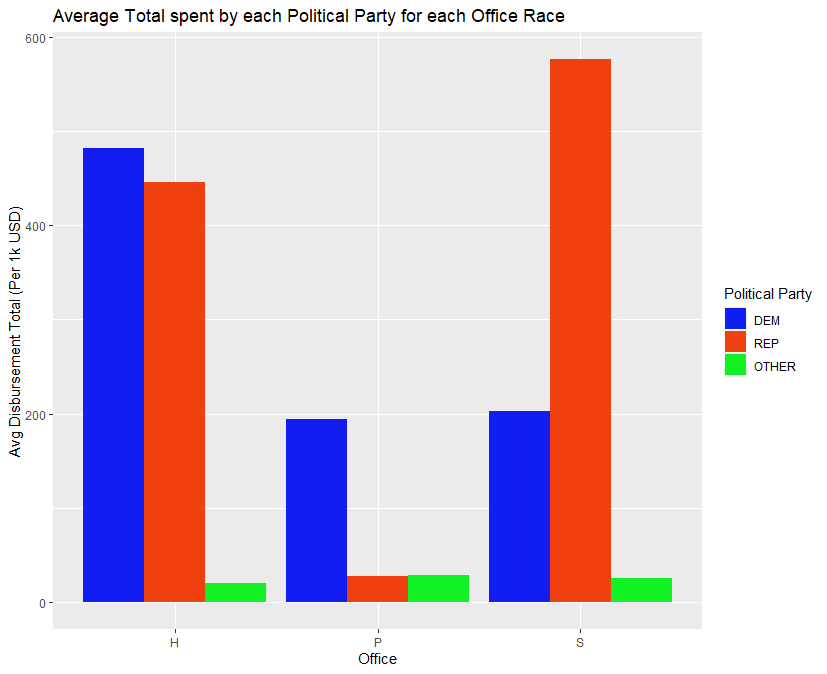 Average Total spent by each Political Party for each Office Race
Avg Disbursement Total (Per 1k USD)
600
400
200
0
H
P
S
Office
Political Party
DEM
REP
OTHER